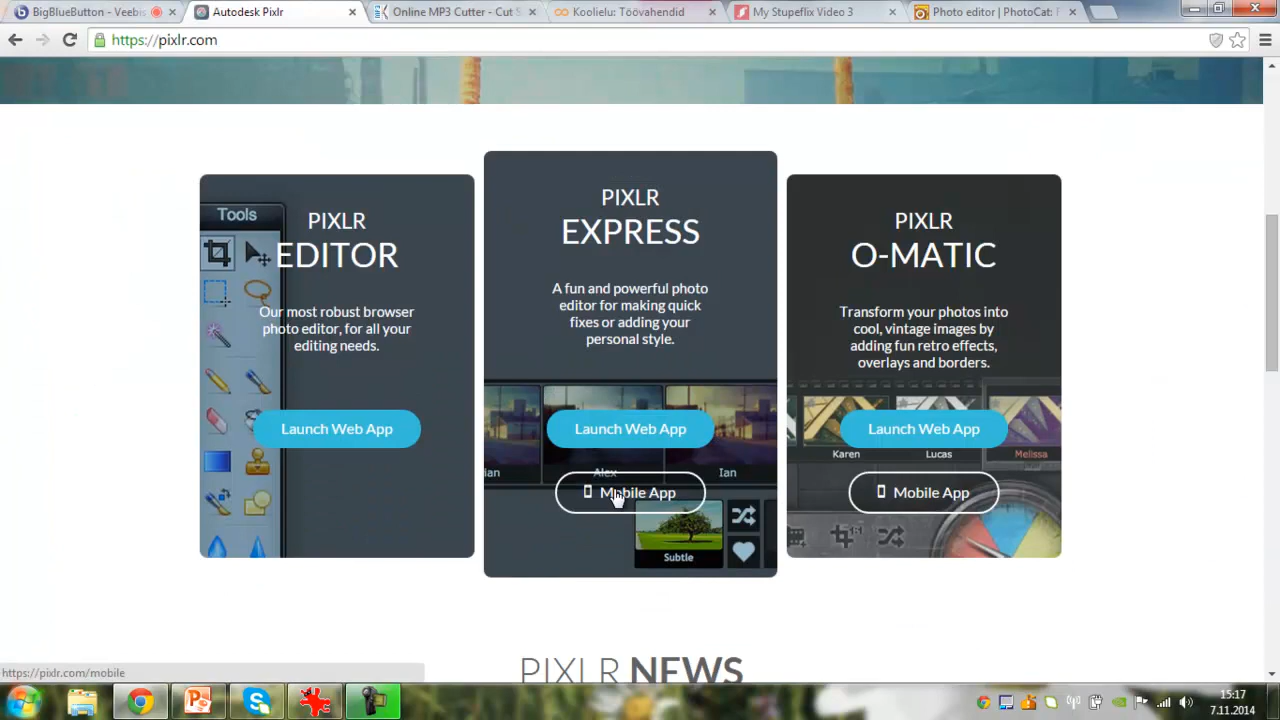 BigBlueButton - Veebis
Autodesk Pixlr
Online MP3 Cutter - Cut S
Koolielu: Töövahendid
My Stupeflix Video 3
Photo editor | PhotoCat:
https://pixlr.com
Tools
PIXLR
EDITOR
Our most robust browser
photo editor, for all your
editing needs.
Launch Web App
PIXLR
EXPRESS
A fun and powerful photo
editor for making quick
fixes or adding your
personal style.
Launch Web App
lan
Alex
Ian
Mobile App
Subtle
PIXLR
O-MATIC
Transform your photos into
cool, vintage images by
adding fun retro effects,
overlays and borders.
Launch Web App
Karen
Lucas
Melissa
Mobile App
PIXLR NEWS
https://pixlr.com/mobile
15:17
7.11.2014